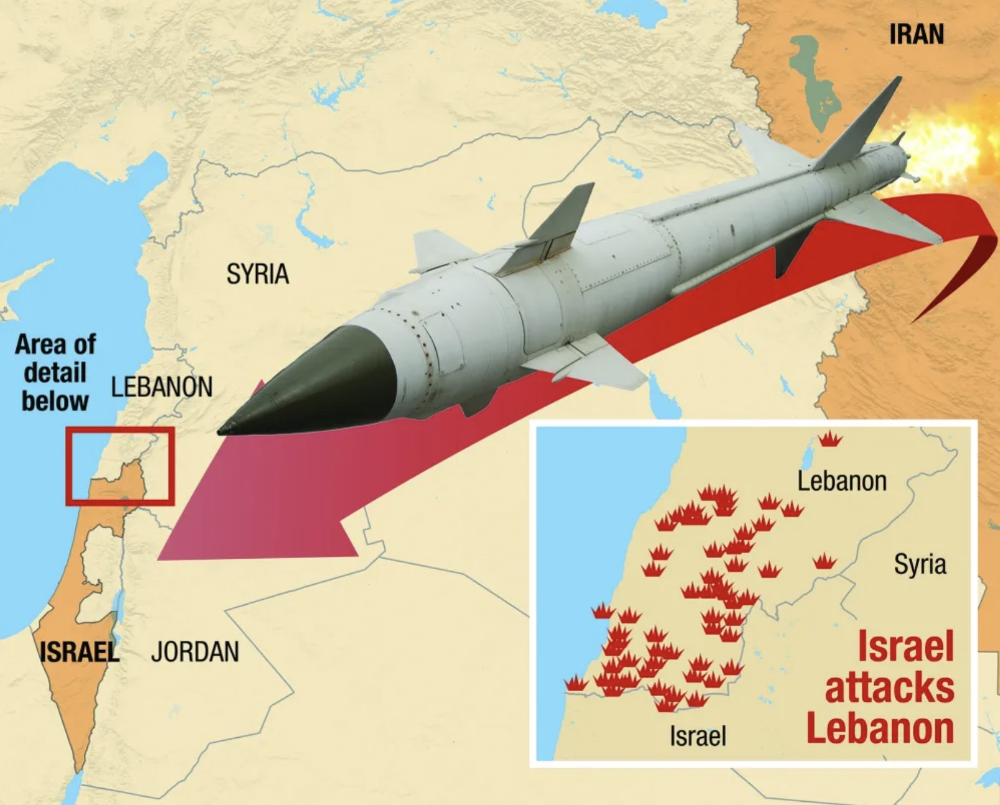 IRAN
SYRIA
Area of
detail
below
LEBANON
ISRAEL
JORDAN
Lebanon
Syria
Israel
attacks
Lebanon
Israel